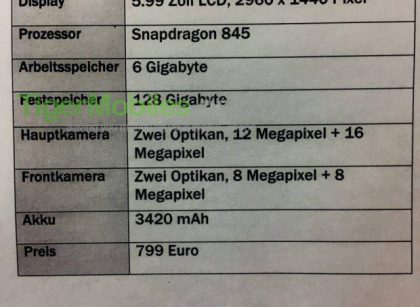 Display 5.99 Zoll LCD, 2960 x 1440 Pixel
Prozessor Snapdragon 845
Arbeitsspeicher 6 Gigabyte
Festspeicher 128 Gigabyte
Hauptkamera Zwei Optikan, 12 Megapixel + 16
Megapixel
Frontkamera Zwei Optikan, 8 Megapixel + 8
Megapixel
Akku 3420 mAh
Preis 799 Euro